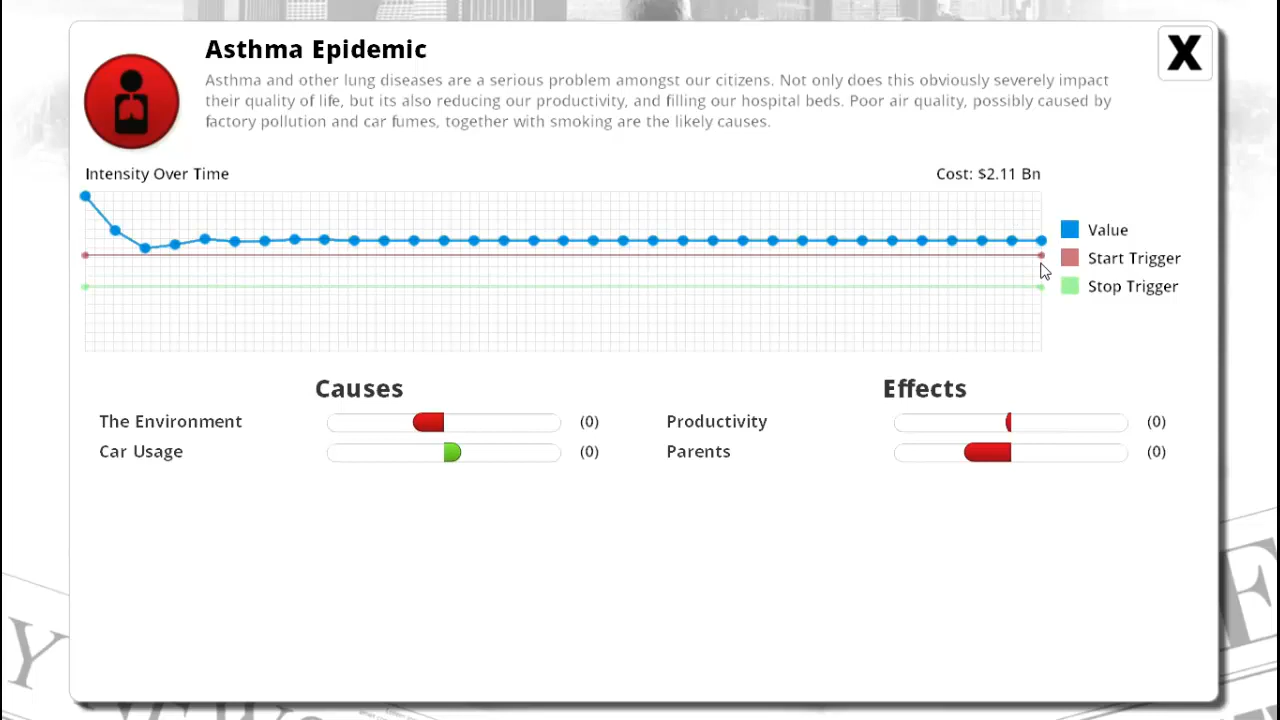 Asthma Epidemic
X
Asthma and other lung diseases are a serious problem amongst our citizens. Not only does this obviously severely impact
their quality of life, but its also reducing our productivity, and filling our hospital beds. Poor air quality, possibly caused by
factory pollution and car fumes, together with smoking are the likely causes.
Intensity Over Time
Cost: $2.11 Bn
Value
Start Trigger
Stop Trigger
Causes
Effects
The Environment (0)
Productivity (0)
Car Usage (0)
Parents (0)